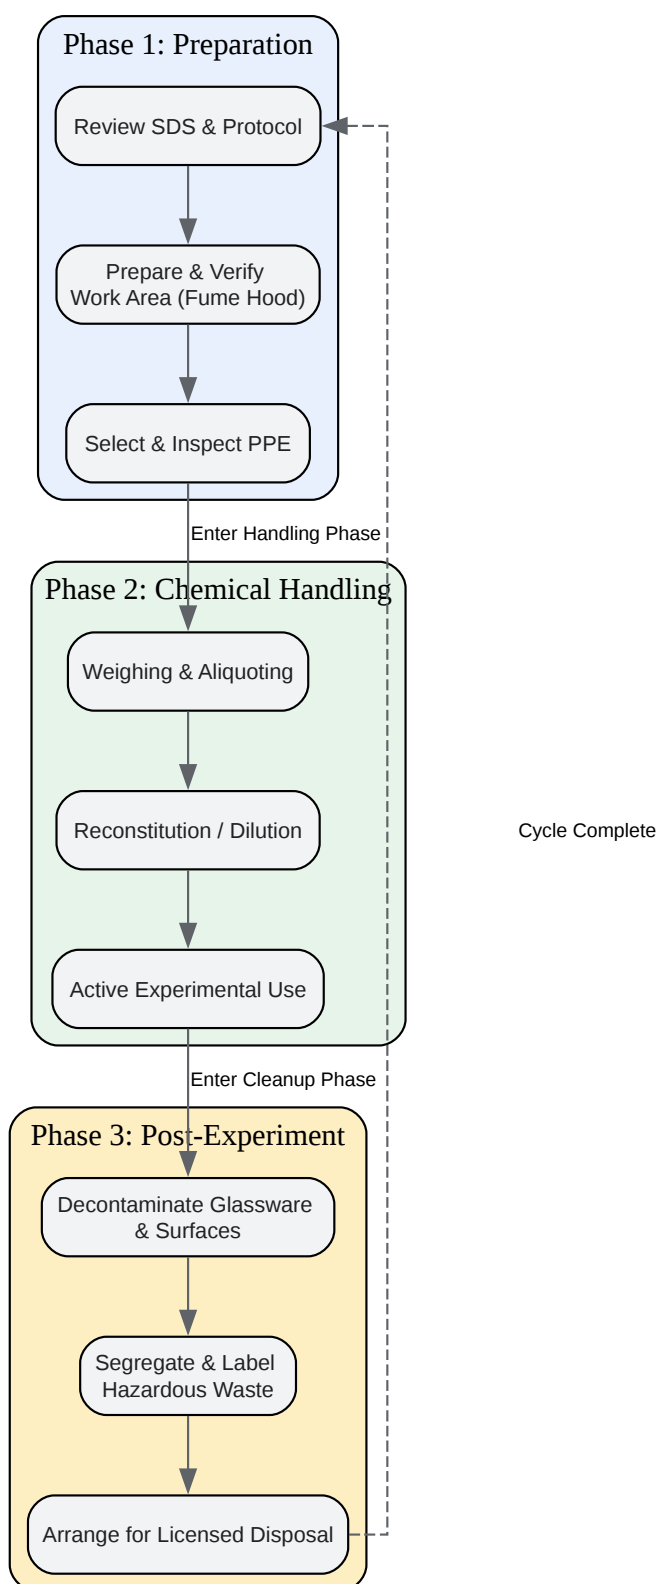 Phase 1: Preparation
Review SDS & Protocol
Prepare & Verify
Work Area (Fume Hood)
Select & Inspect PPE
Enter Handling Phase
Phase 2: Chemical Handling
Weighing & Aliquoting
Reconstitution / Dilution
Cycle Complete
Active Experimental Use
Enter Cleanup Phase
Phase 3: Post-Experiment
Decontaminate Glassware
& Surfaces
Segregate & Label
Hazardous Waste
Arrange for Licensed Disposal